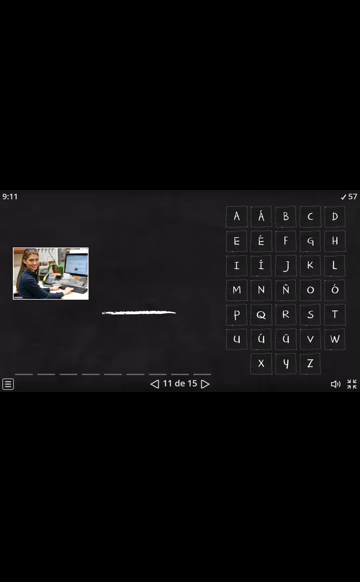 9:11
✓ 57
A Á B C D
E É F G H
I Í J K L
M N Ñ O Ó
P Q R S T
U Ú Ü V W
X Y Z
11 de 15